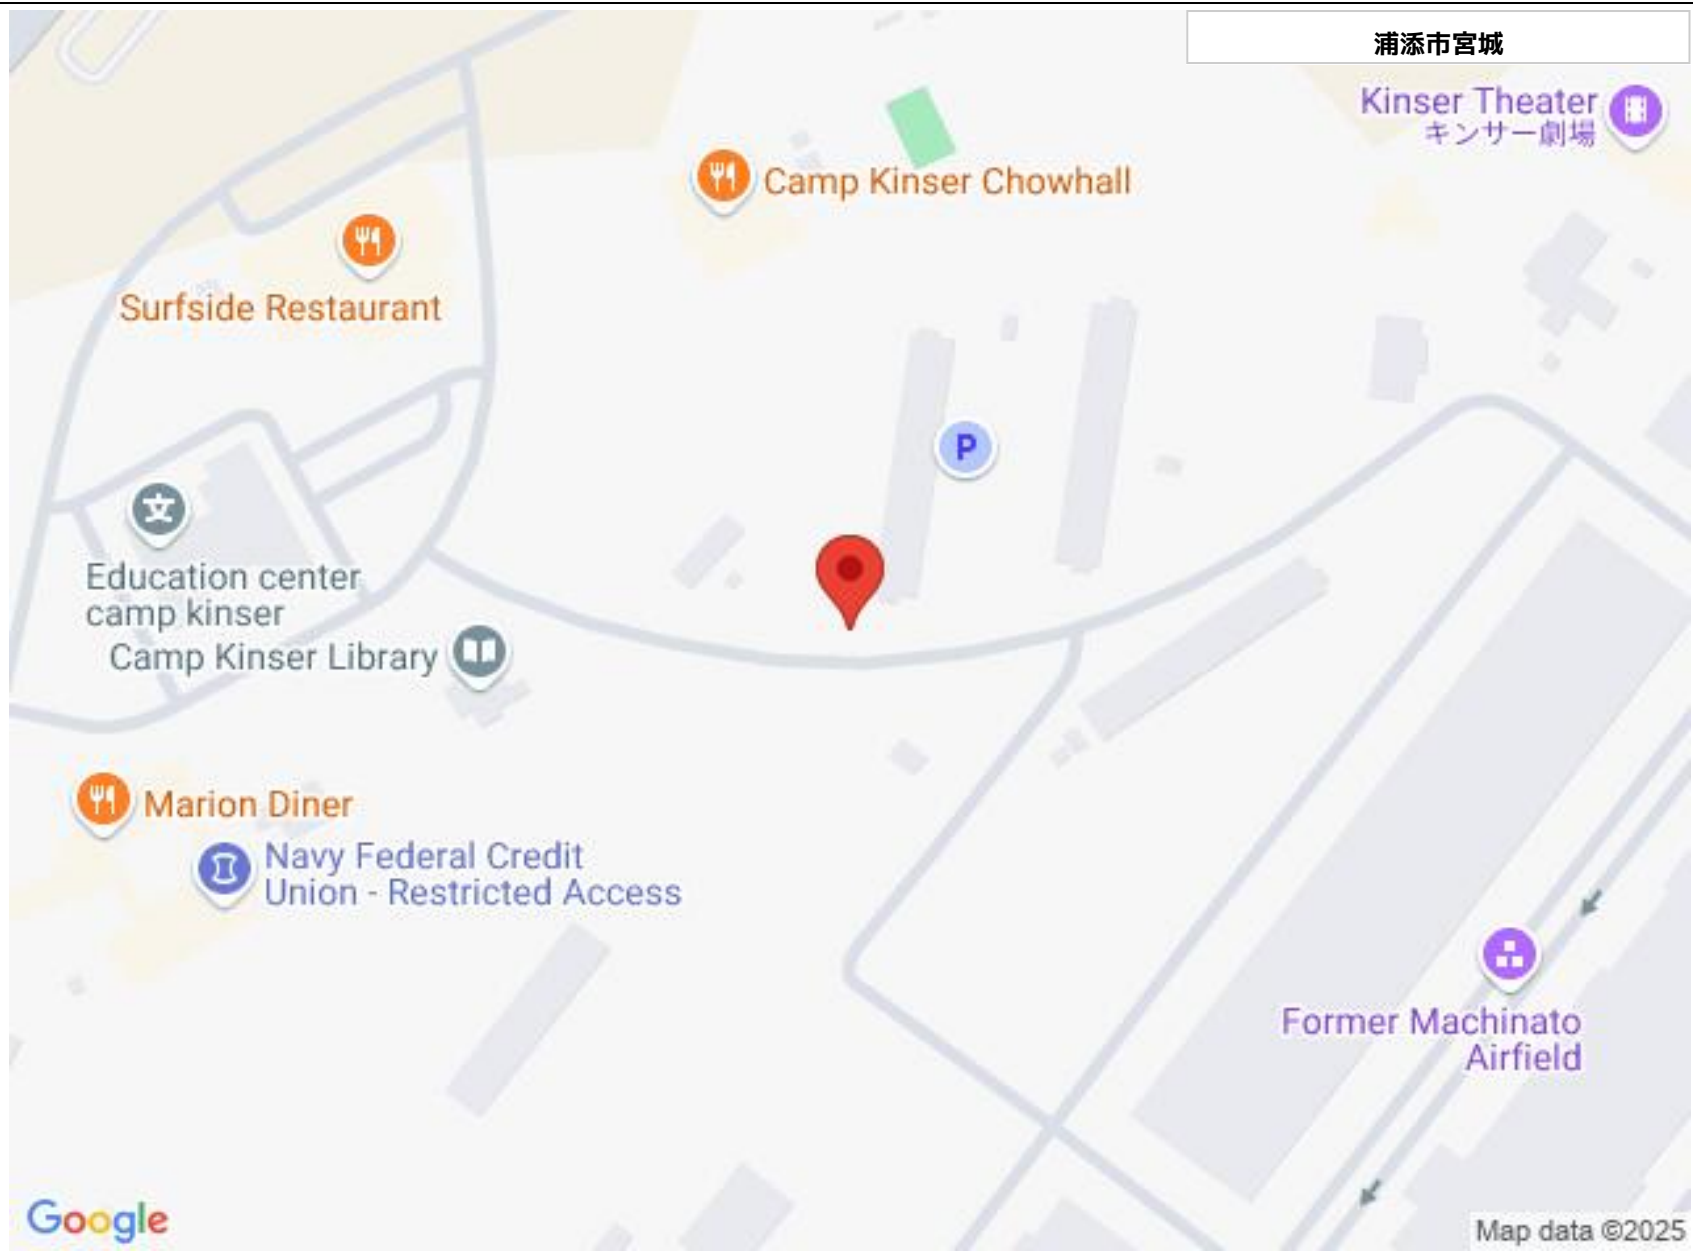 浦添市宮城
Kinser Theater
キンサー劇場
Camp Kinser Chowhall
Surfside Restaurant
P
Education center
camp kinser
Camp Kinser Library
Marion Diner
Navy Federal Credit
Union - Restricted Access
Former Machinato
Airfield
Google
Map data ©2025